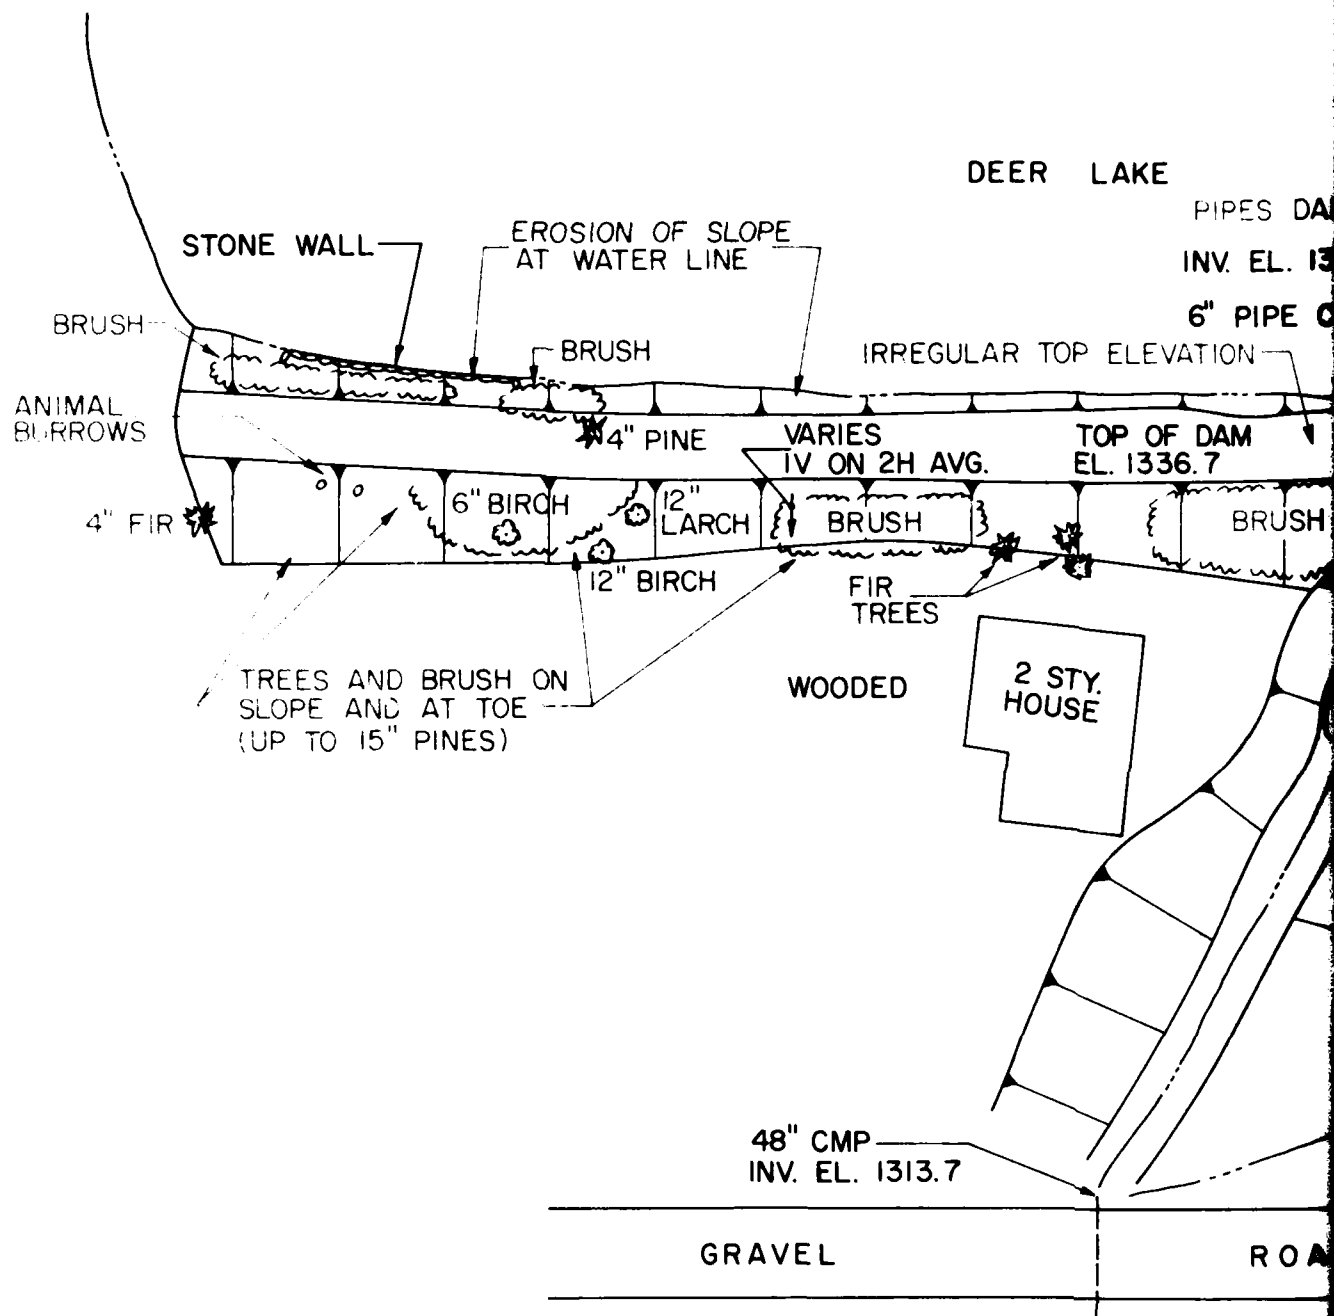 DEER LAKE
PIPES
INV. EL.
6" PIPE
STONE WALL
EROSION OF SLOPE
AT WATER LINE
BRUSH
BRUSH
IRREGULAR TOP ELEVATION
ANIMAL
BURROWS
4" PINE
VARIES
1V ON 2H AVG.
TOP OF DAM
EL. 1336.7
4" FIR
6" BIRCH
12"
LARCH
BRUSH
BRUSH
12" BIRCH
FIR
TREES
TREES AND BRUSH ON
SLOPE AND AT TOE
(UP TO 15" PINES)
WOODED
2 STY.
HOUSE
48" CMP
INV. EL. 1313.7
GRAVEL